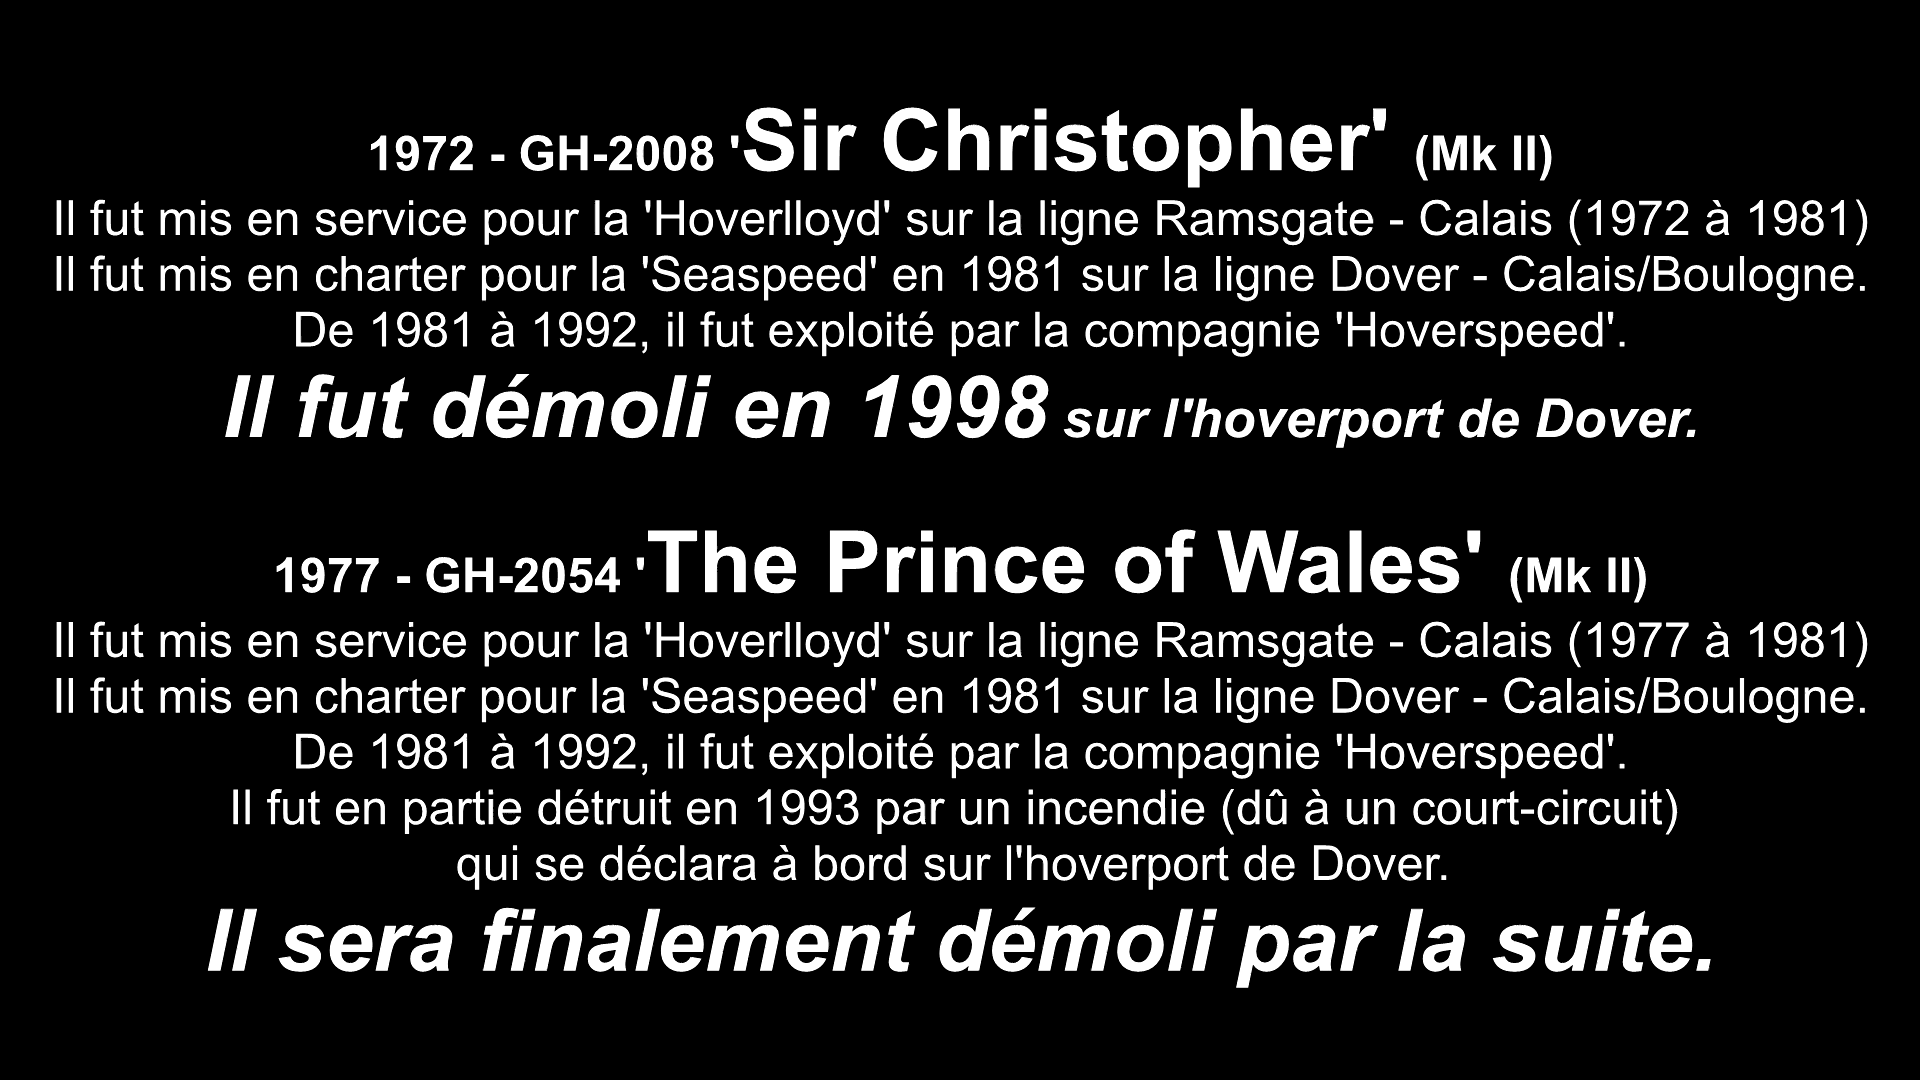 1972 - GH-2008 'Sir Christopher' (Mk II)
Il fut mis en service pour la 'Hoverlloyd' sur la ligne Ramsgate - Calais (1972 à 1981)
Il fut mis en charter pour la 'Seaspeed' en 1981 sur la ligne Dover - Calais/Boulogne.
De 1981 à 1992, il fut exploité par la compagnie 'Hoverspeed'.
Il fut démoli en 1998 sur l'hoverport de Dover.
1977 - GH-2054 'The Prince of Wales' (Mk II)
Il fut mis en service pour la 'Hoverlloyd' sur la ligne Ramsgate - Calais (1977 à 1981)
Il fut mis en charter pour la 'Seaspeed' en 1981 sur la ligne Dover - Calais/Boulogne.
De 1981 à 1992, il fut exploité par la compagnie 'Hoverspeed'.
Il fut en partie détruit en 1993 par un incendie (dû à un court-circuit)
qui se déclara à bord sur l'hoverport de Dover.
Il sera finalement démoli par la suite.